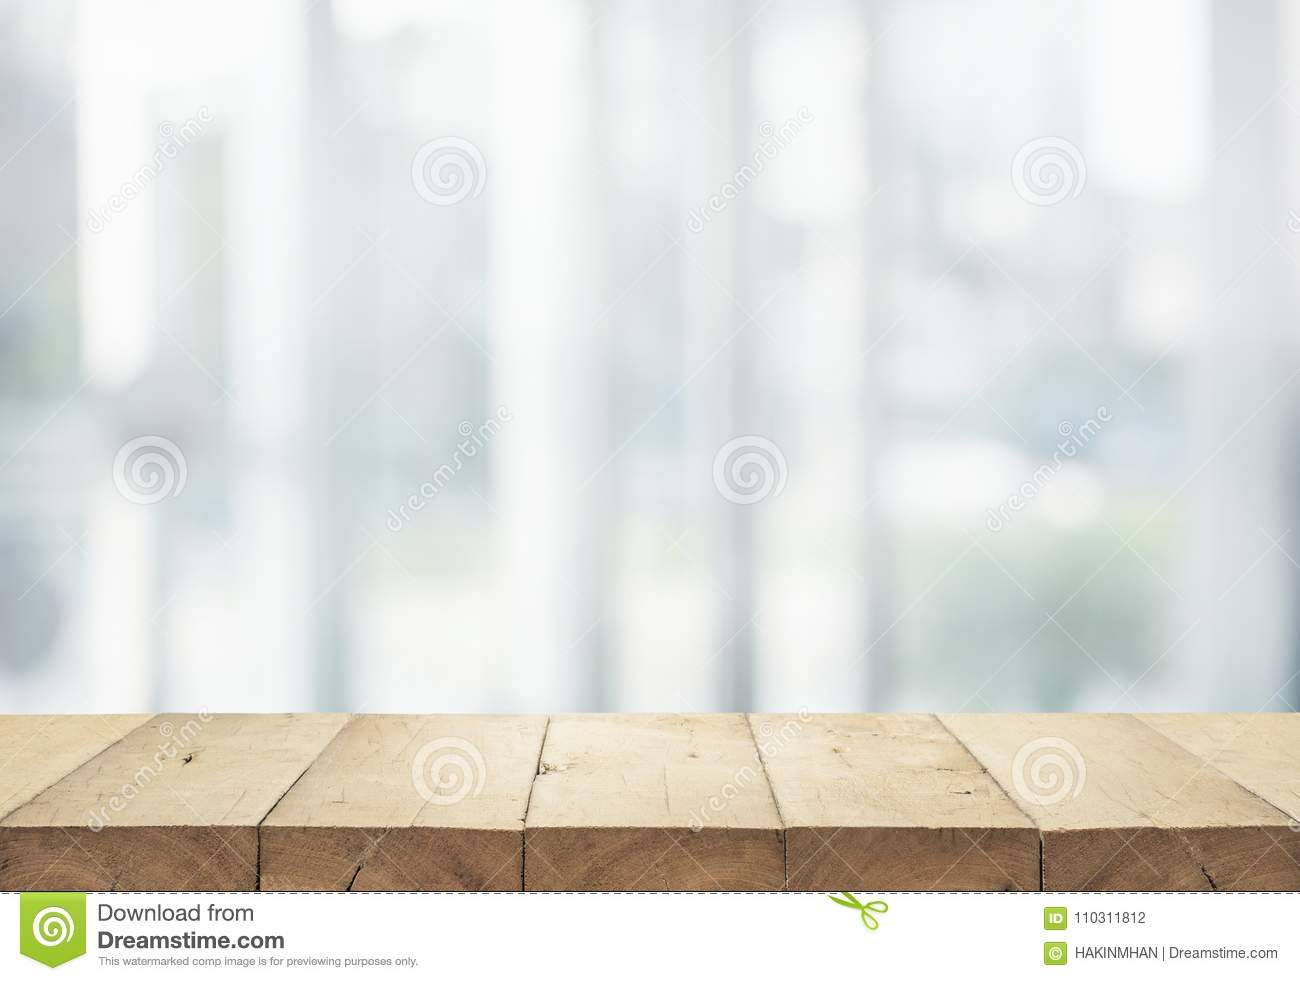 dreamstime
dreamstime
dreamstime
dreamstime
dreamstime
dreamstime
Download from
Dreamstime.com
This watermarked comp image is for previewing purposes only.
ID 110311812
© HAKINMHAN | Dreamstime.com